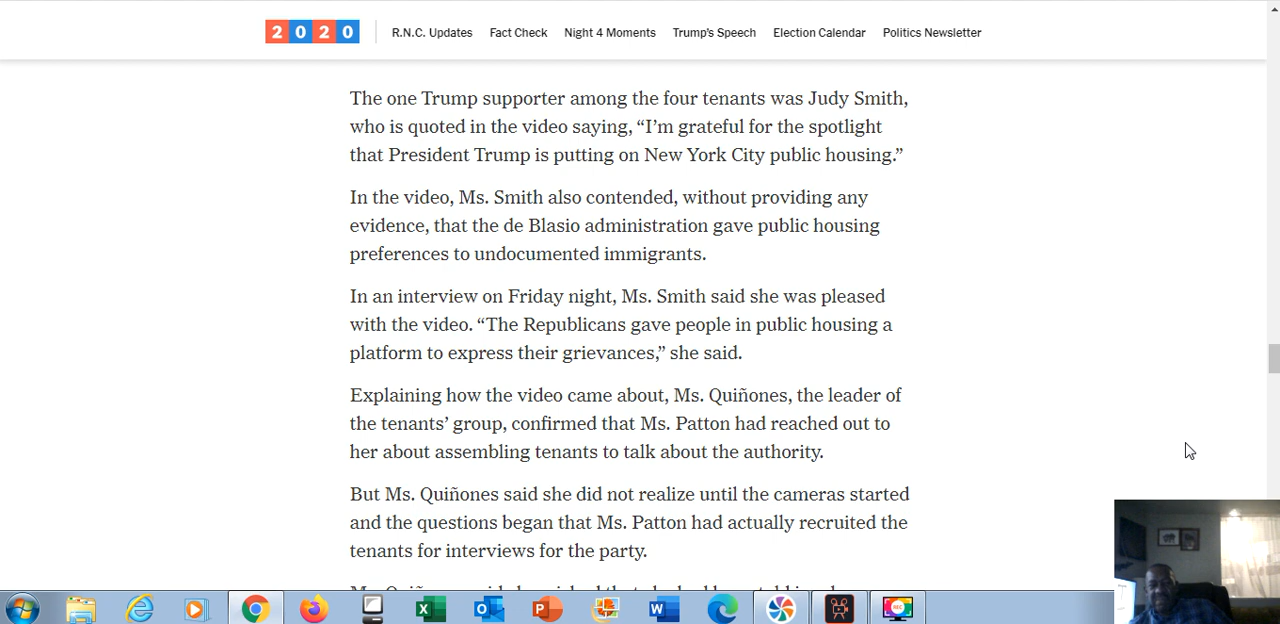 2020
R.N.C. Updates Fact Check Night 4 Moments Trump's Speech Election Calendar Politics Newsletter
The one Trump supporter among the four tenants was Judy Smith,
who is quoted in the video saying, “I’m grateful for the spotlight
that President Trump is putting on New York City public housing.”
In the video, Ms. Smith also contended, without providing any
evidence, that the de Blasio administration gave public housing
preferences to undocumented immigrants.
In an interview on Friday night, Ms. Smith said she was pleased
with the video. “The Republicans gave people in public housing a
platform to express their grievances,” she said.
Explaining how the video came about, Ms. Quiñones, the leader of
the tenants’ group, confirmed that Ms. Patton had reached out to
her about assembling tenants to talk about the authority.
But Ms. Quiñones said she did not realize until the cameras started
and the questions began that Ms. Patton had actually recruited the
tenants for interviews for the party.